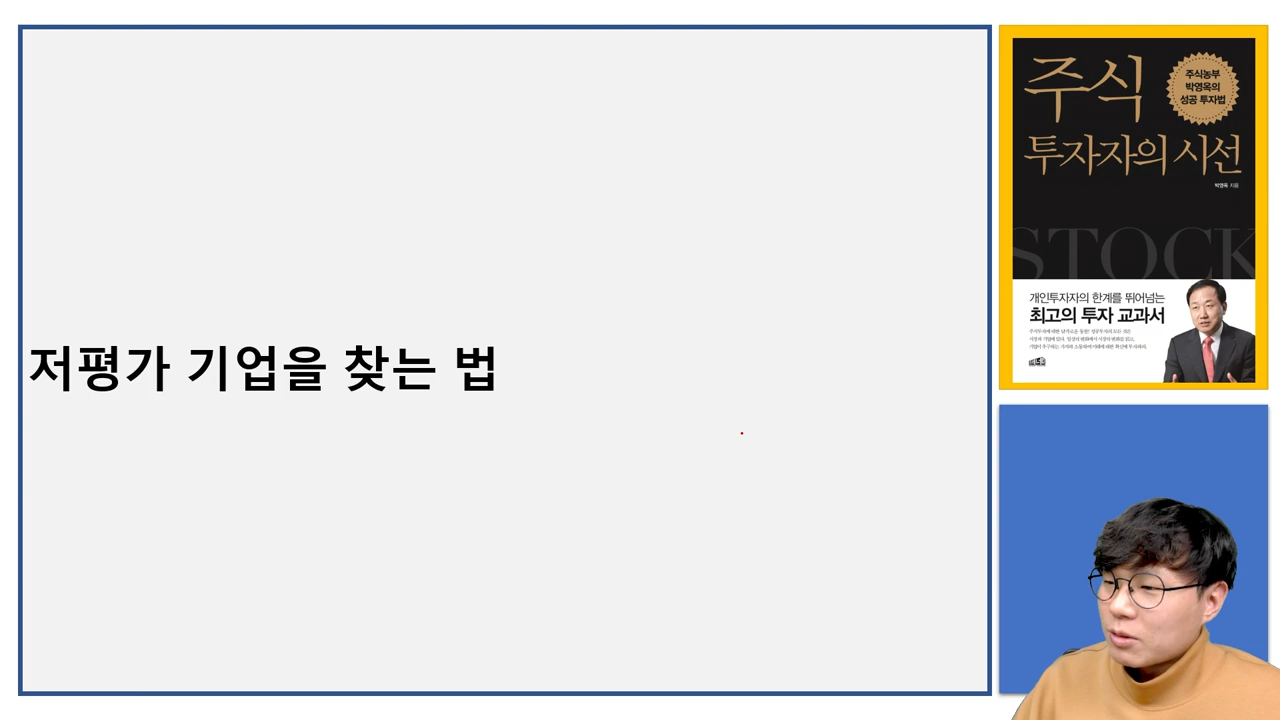 저평가 기업을 찾는 법
주식
투자자의 시선
주식농부
박영옥의
성공 투자법
박영옥 지음
STOCK
개인투자자의 한계를 뛰어넘는
최고의 투자 교과서